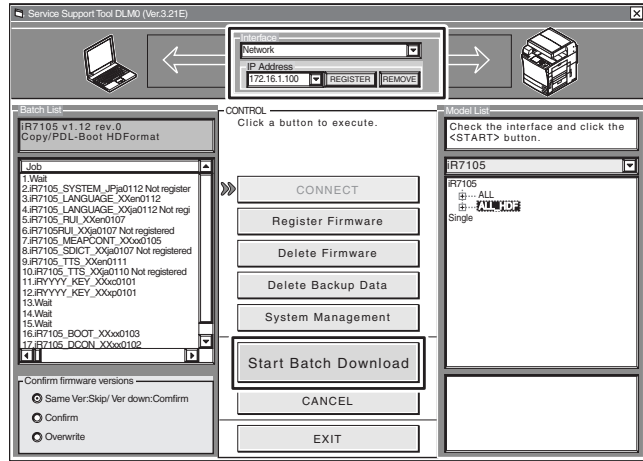 Service Support Tool DLM0 (Ver.3.21E)
Interface
Network
IP Address
172.16.1.100 REGISTER REMOVE
Batch List
iR7105 v1.12 rev.0
Copy/PDL-Boot HDFormat
Job
1.Wait
2.iR7105_SYSTEM_JPja0112 Not register
3.iR7105_LANGUAGE_XXen0112
4.iR7105_LANGUAGE_XXja0112 Not regi
5.iR7105_RUI_XXen0107
6.iR7105RUI_XXja0107 Not registered
7.iR7105_MEAPCONT_XXxx0105
8.iR7105_SDICT_XXja0107 Not registered
9.iR7105_TTS_XXen0111
10.iR7105_TTS_XXja0110 Not registered
11.iRYYYY_KEY_XXxc0101
12.iRYYYY_KEY_XXxp0101
13.Wait
14.Wait
15.Wait
16.iR7105_BOOT_XXxx0103
17.iR7105_DCON_XXxx0102
Confirm firmware versions
Same Ver:Skip/ Ver down:Comfirm
Confirm
Overwrite
CONTROL
Click a button to execute.
CONNECT
Register Firmware
Delete Firmware
Delete Backup Data
System Management
Start Batch Download
CANCEL
EXIT
Model List
Check the interface and click the
<START> button.
iR7105
iR7105
ALL
ALL_HDF
Single